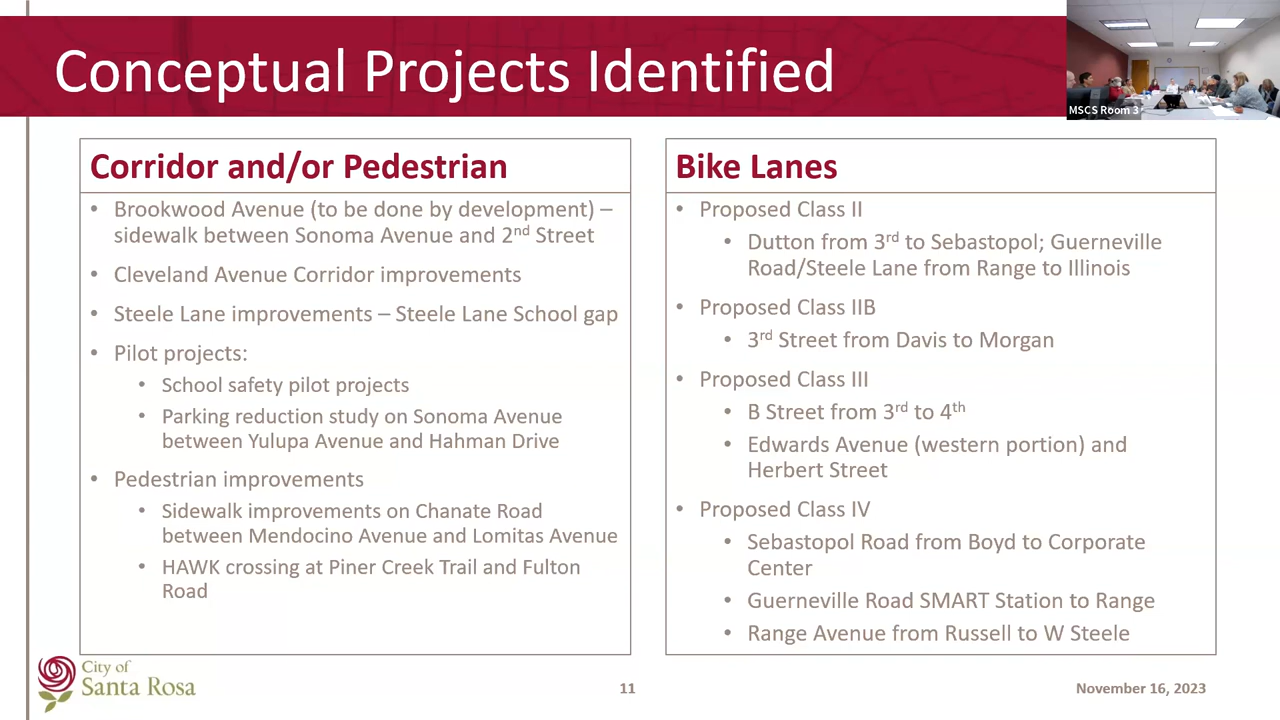 Conceptual Projects Identified
MSCS Room 3
Corridor and/or Pedestrian
• Brookwood Avenue (to be done by development) –
sidewalk between Sonoma Avenue and 2nd Street
• Cleveland Avenue Corridor improvements
• Steele Lane improvements – Steele Lane School gap
• Pilot projects:
• School safety pilot projects
• Parking reduction study on Sonoma Avenue
between Yulupa Avenue and Hahman Drive
• Pedestrian improvements
• Sidewalk improvements on Chanate Road
between Mendocino Avenue and Lomitas Avenue
• HAWK crossing at Piner Creek Trail and Fulton
Road
Bike Lanes
• Proposed Class II
• Dutton from 3rd to Sebastopol; Guerneville
Road/Steele Lane from Range to Illinois
• Proposed Class IIB
• 3rd Street from Davis to Morgan
• Proposed Class III
• B Street from 3rd to 4th
• Edwards Avenue (western portion) and
Herbert Street
• Proposed Class IV
• Sebastopol Road from Boyd to Corporate
Center
• Guerneville Road SMART Station to Range
• Range Avenue from Russell to W Steele
City of
Santa Rosa
11
November 16, 2023